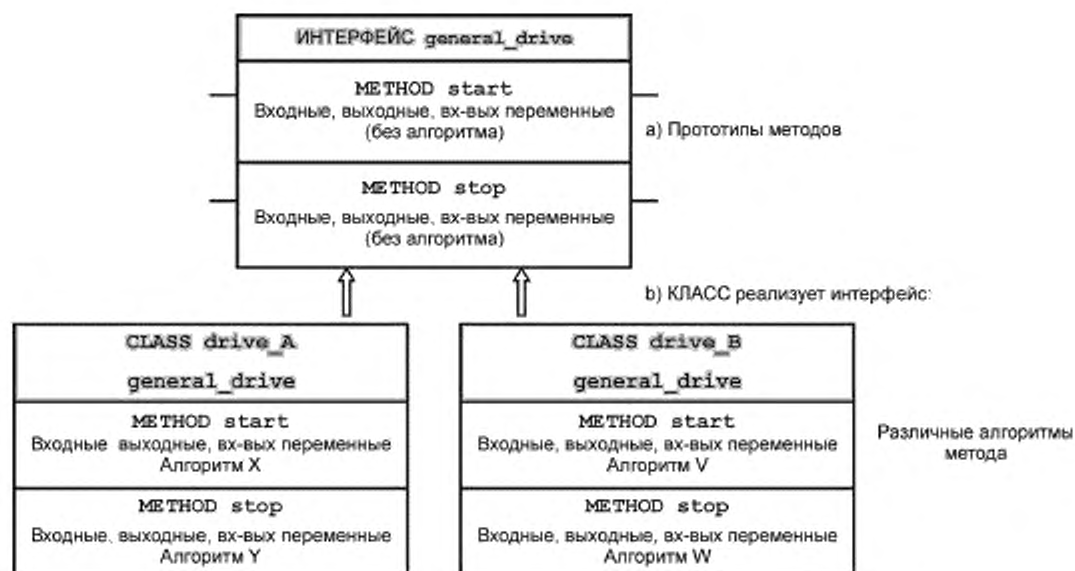 ИНТЕРФЕЙС general_drive
METHOD start
Входные, выходные, вх-вых переменные
(без алгоритма)
a) Прототипы методов
METHOD stop
Входные, выходные, вх-вых переменные
(без алгоритма)
b) КЛАСС реализует интерфейс:
CLASS drive_A
general_drive
METHOD start
Входные выходные, вх-вых переменные
Алгоритм X
METHOD stop
Входные, выходные, вх-вых переменные
Алгоритм Y
CLASS drive_B
general_drive
METHOD start
Входные, выходные, вх-вых переменные
Алгоритм V
METHOD stop
Входные, выходные, вх-вых переменные
Алгоритм W
Различные алгоритмы
метода